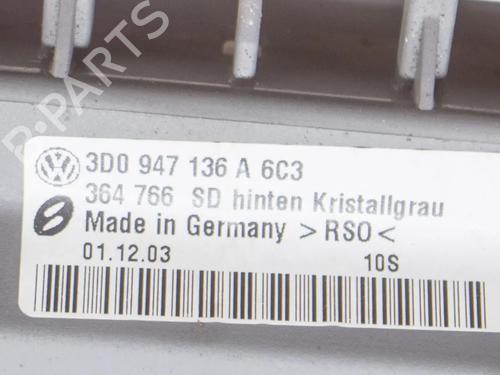 3D0 947 136 A 6C3
364 766 SD hinten Kristallgrau
Made in Germany >RSO<
01.12.03 10S
R-PARTS